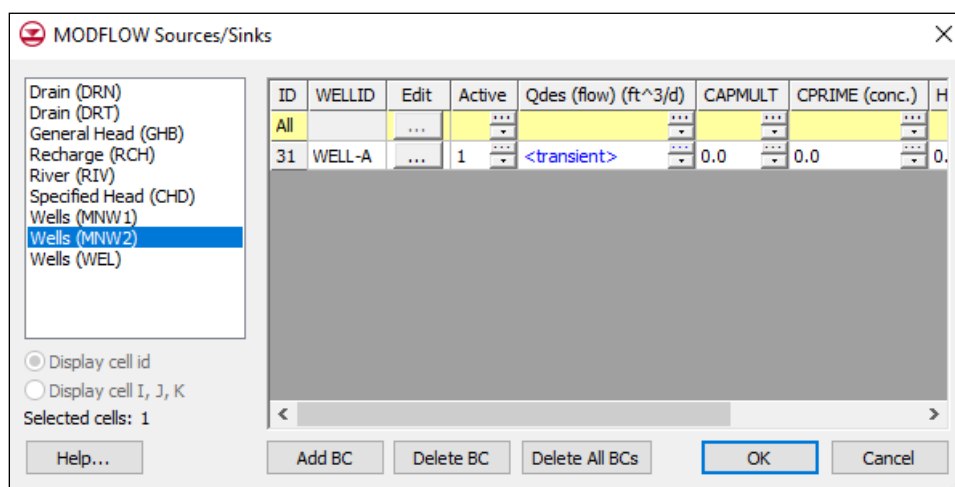 MODFLOW Sources/Sinks
Drain (DRN)
Drain (DRT)
General Head (GHB)
Recharge (RCH)
River (RIV)
Specified Head (CHD)
Wells (MNW1)
Wells (MNW2)
Wells (WEL)
Display cell id
Display cell I, J, K
Selected cells: 1
ID WELLID Edit Active Qdes (flow) (ft^3/d) CAPMULT CPRIME (conc.) H
All ...
31 WELL-A ... 1 <transient> 0.0 0.0 0.
Help... Add BC Delete BC Delete All BCs OK Cancel